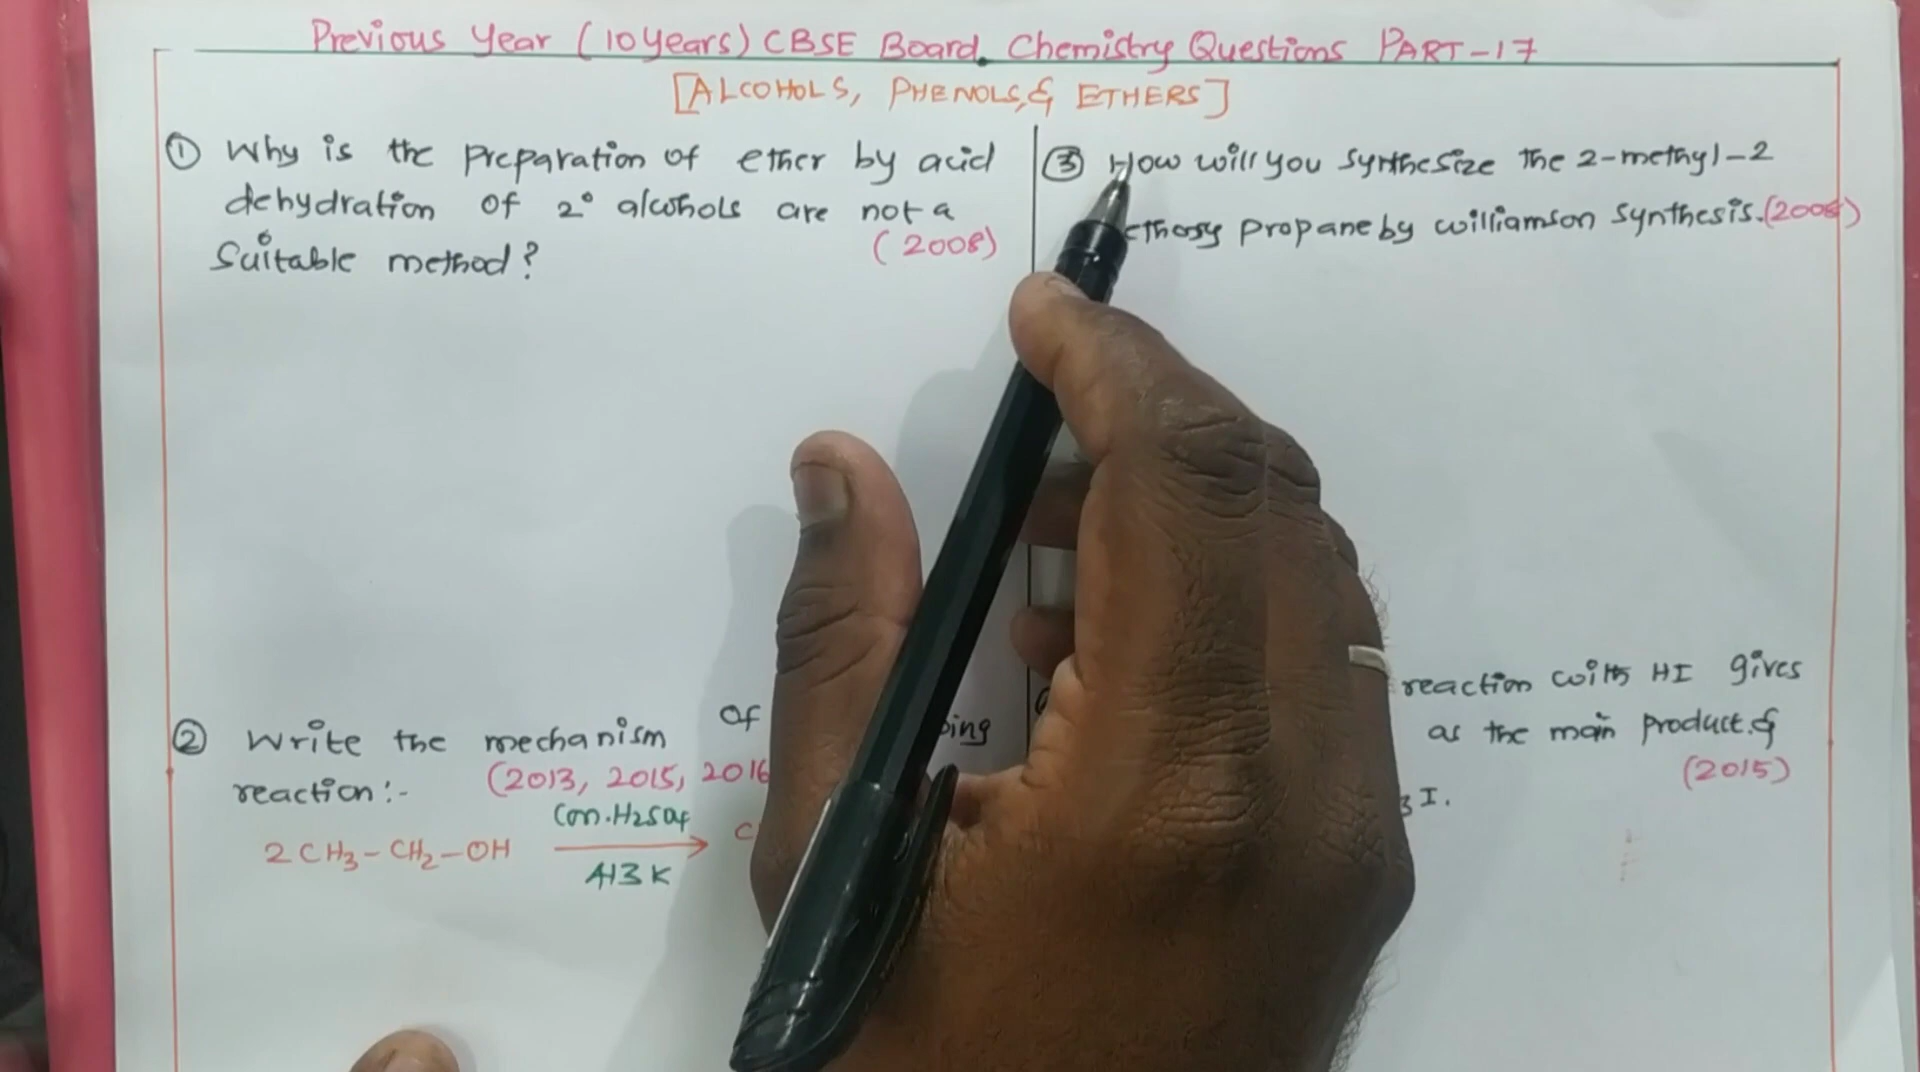 Previous Year (10 years) CBSE Board. Chemistry Questions PART-17
[ALCOHOLS, PHENOLS, & ETHERS]
① Why is the preparation of ether by acid
dehydration of 2° alcohols are not a
Suitable method? (2008)
② Write the mechanism of
reaction:- (2013, 2015, 2016
Con.H2SO4
2CH3-CH2-OH
413 K
③ How will you synthesize the 2-methyl-2
propane by williamson synthesis.(2008)
reaction with HI gives
as the main product. &
(2015)
3 I.